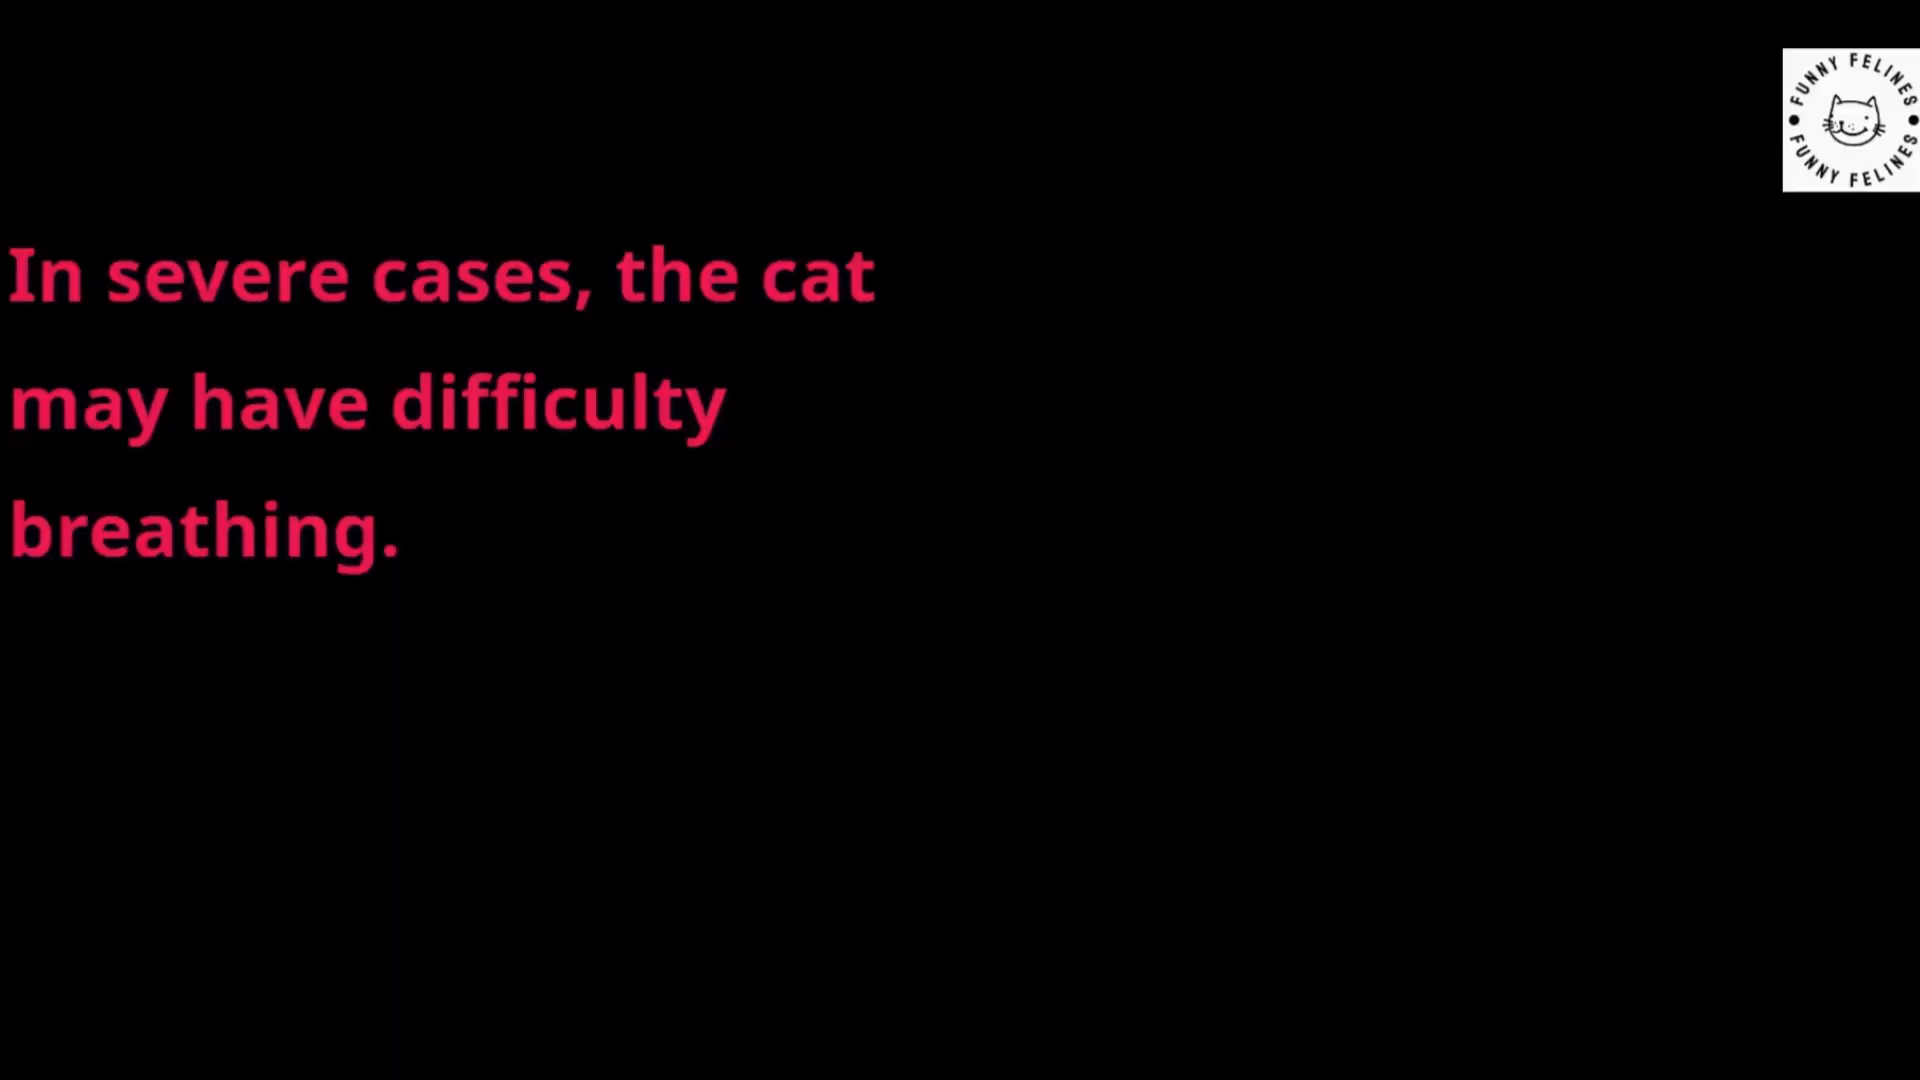 FUNNY FELINES
FUNNY FELINES
In severe cases, the cat
may have difficulty
breathing.